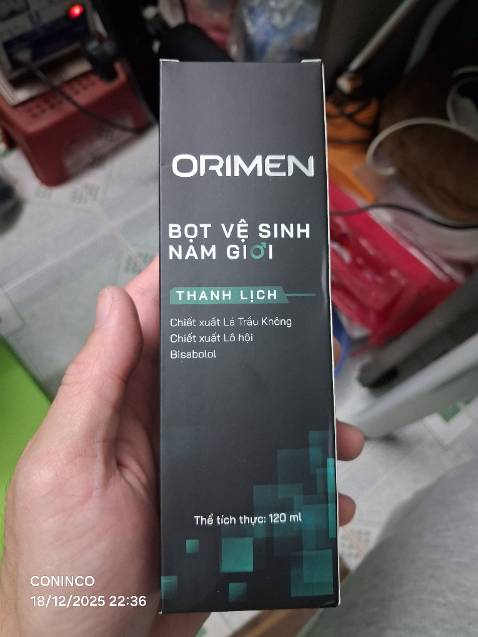 ORIMEN
BỌT VỆ SINH
NAM GIỚI
THANH LỊCH
Chiết xuất Lá Trầu Không
Chiết xuất Lô hội
Bisabolol
Thể tích thực: 120 ml
CONINCO
18/12/2025 22:36